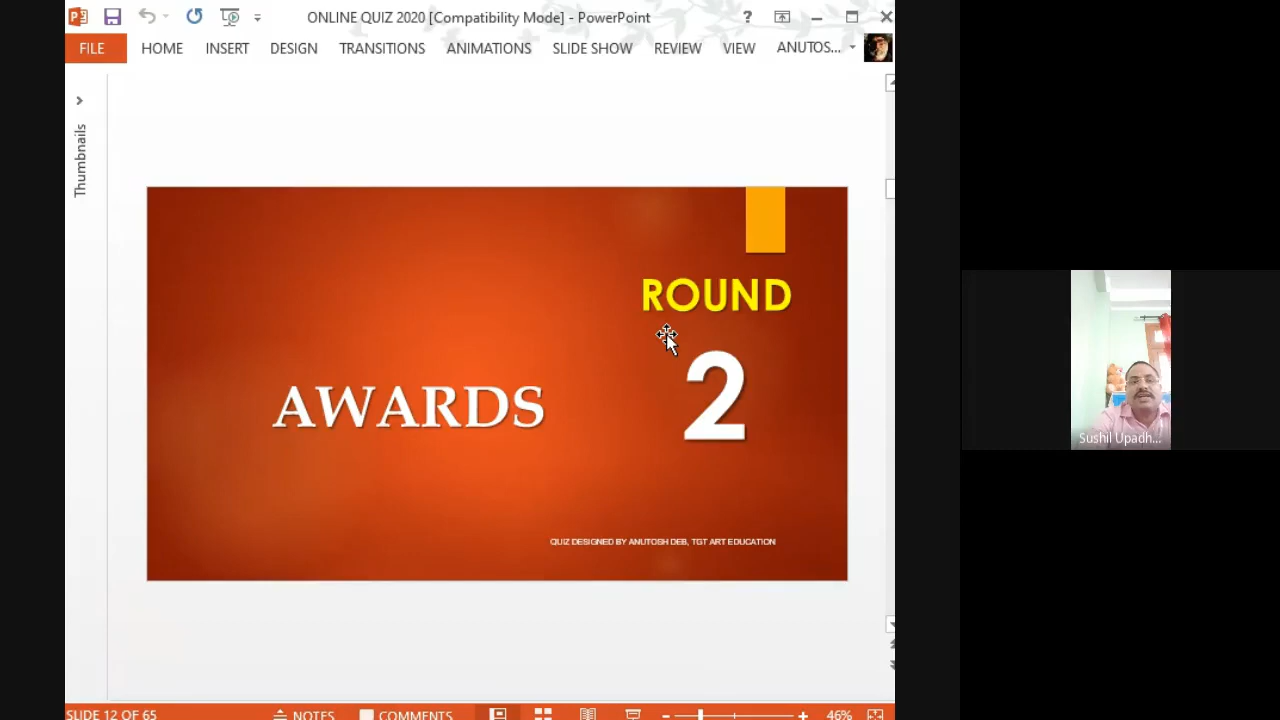 ONLINE QUIZ 2020 [Compatibility Mode] - PowerPoint
?
FILE HOME INSERT DESIGN TRANSITIONS ANIMATIONS SLIDE SHOW REVIEW VIEW ANUTOS...
Thumbnails
ROUND
2
AWARDS
QUIZ DESIGNED BY ANUTOSH DEB, TGT ART EDUCATION
Sushil Upadh...
SLIDE 12 OF 65 NOTES COMMENTS 46%